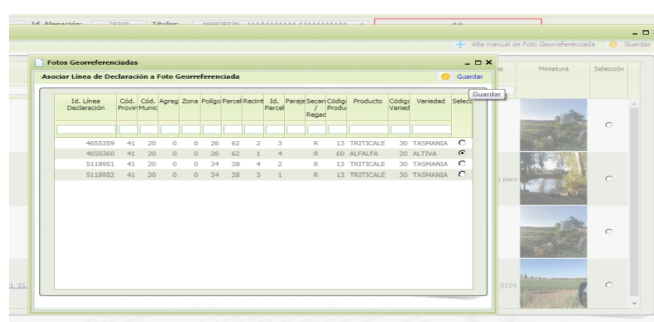 Id. Alegación: Titular:
Alta manual de Foto Georreferenciada Guardar
Fotos Georreferenciadas
Asociar Línea de Declaración a Foto Georreferenciada Guardar
Guardar
Miniatura Selección
Id. Línea Declaración Cód. Provin Cód. Munic Agreg Zona Polígo Parcel Recint Id. Parcel Paraje Secan / Regad Código Produ Producto Código Varied Variedad Selecc
4655359 41 20 0 0 26 62 2 3 R 13 TRITICALE 30 TASMANIA
4655360 41 20 0 0 26 62 1 4 R 60 ALFALFA 20 ALTIVA
5118951 41 20 0 0 24 28 4 2 R 13 TRITICALE 30 TASMANIA
5118952 41 20 0 0 24 28 3 1 R 13 TRITICALE 30 TASMANIA
para
1_01
0124